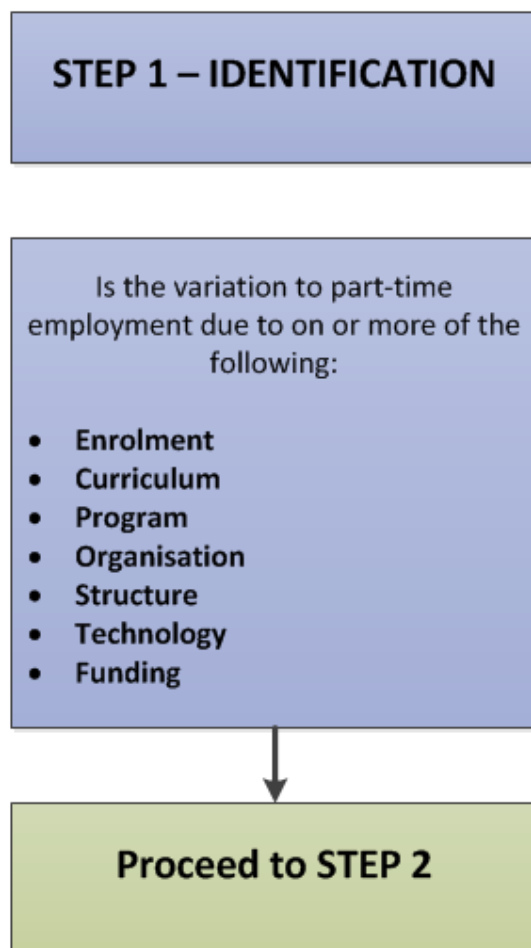 STEP 1 – IDENTIFICATION
Is the variation to part-time
employment due to on or more of the
following:
• Enrolment
• Curriculum
• Program
• Organisation
• Structure
• Technology
• Funding
Proceed to STEP 2